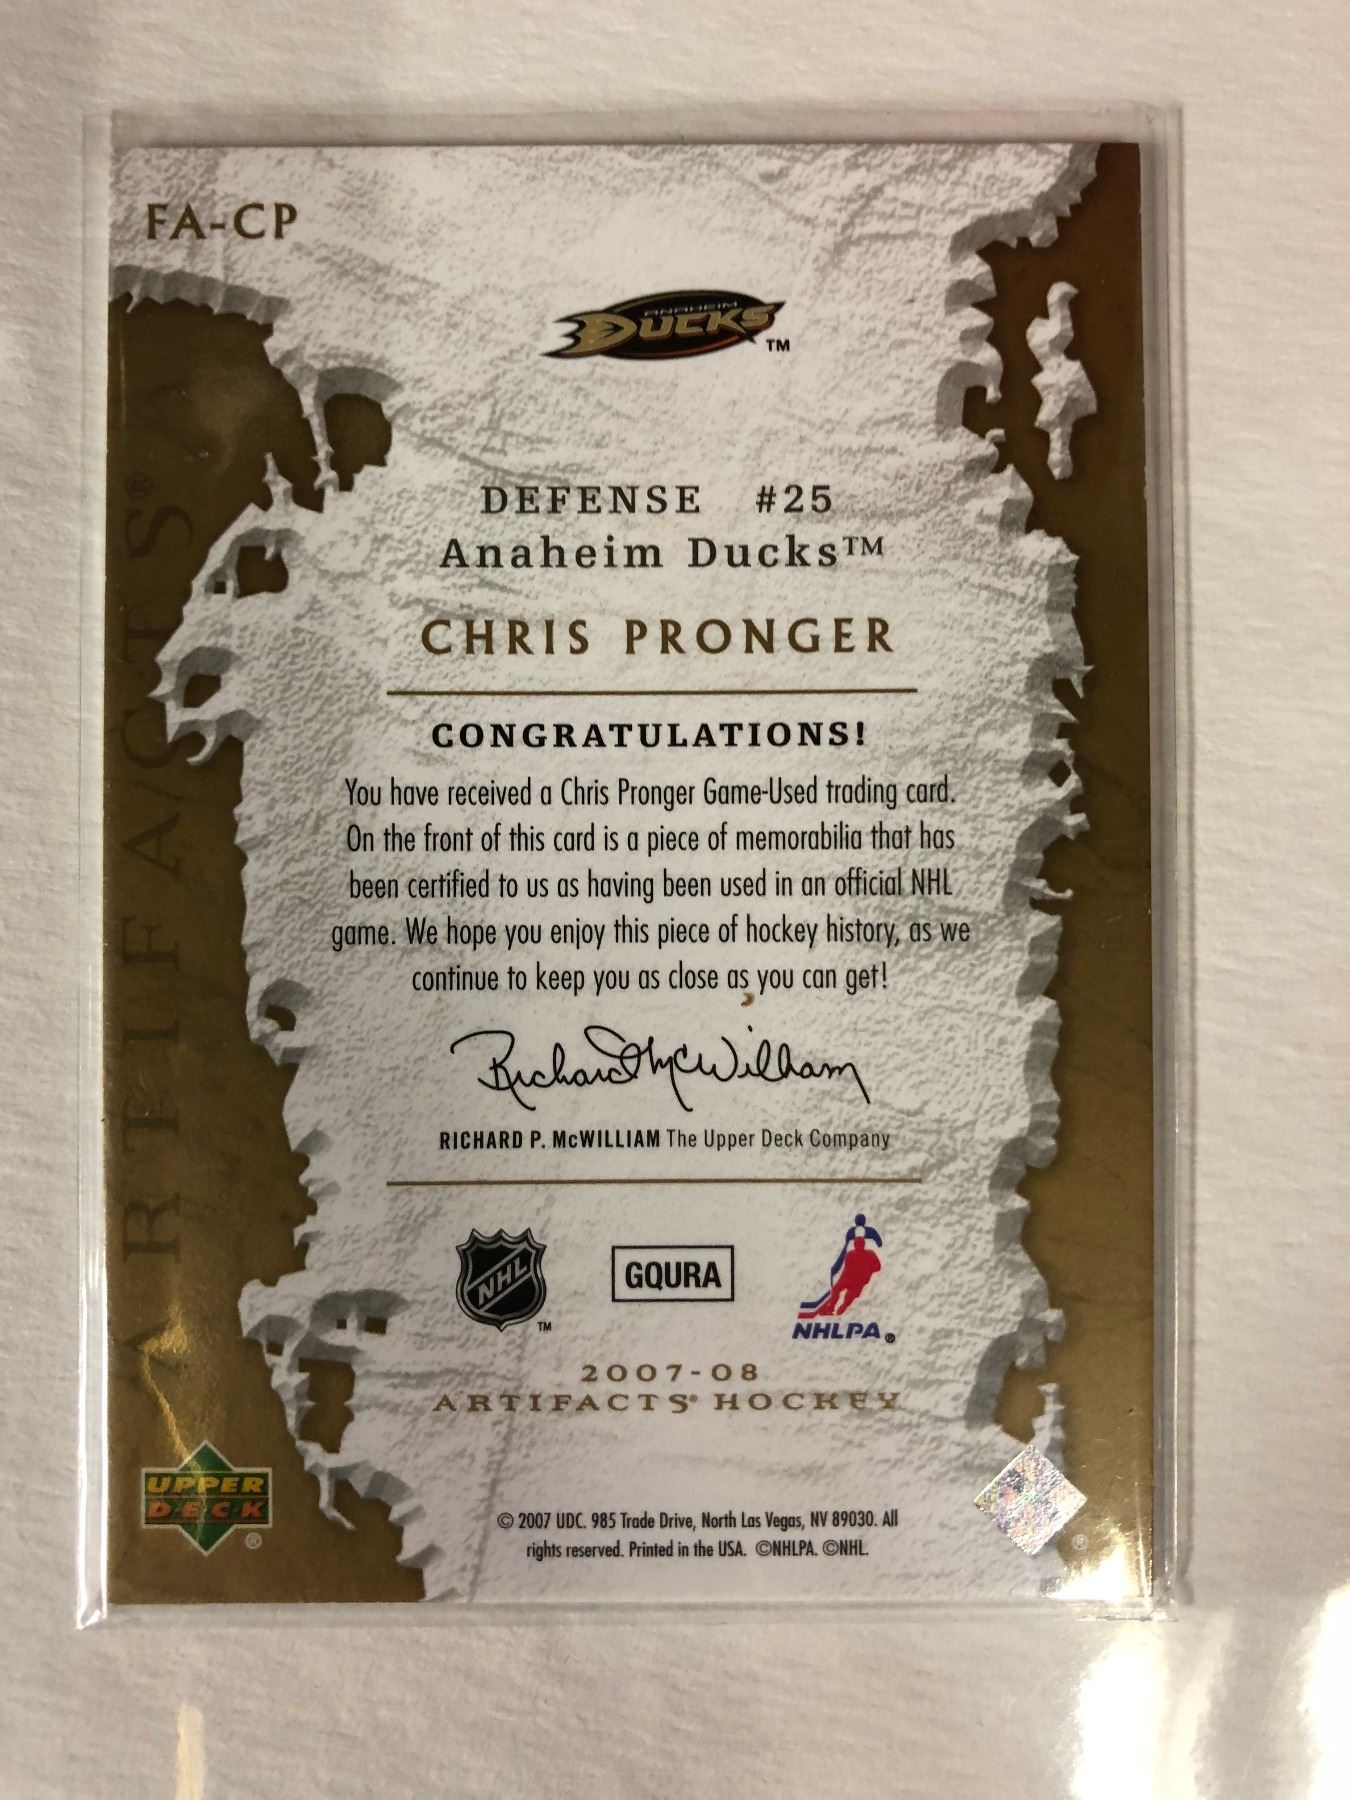 FA-CP
ANAHEIM
DUCKS TM
DEFENSE #25
Anaheim Ducks™
CHRIS PRONGER
CONGRATULATIONS!
You have received a Chris Pronger Game-Used trading card.
On the front of this card is a piece of memorabilia that has
been certified to us as having been used in an official NHL
game. We hope you enjoy this piece of hockey history, as we
continue to keep you as close as you can get!
Richard McWilliam
RICHARD P. McWILLIAM The Upper Deck Company
NHL TM
GQURA
NHLPA®
2007-08
ARTIFACTS® HOCKEY
UPPER
DECK ®
© 2007 UDC. 985 Trade Drive, North Las Vegas, NV 89030. All
rights reserved. Printed in the USA. ©NHLPA. ©NHL.
®
ARTIFACTS®